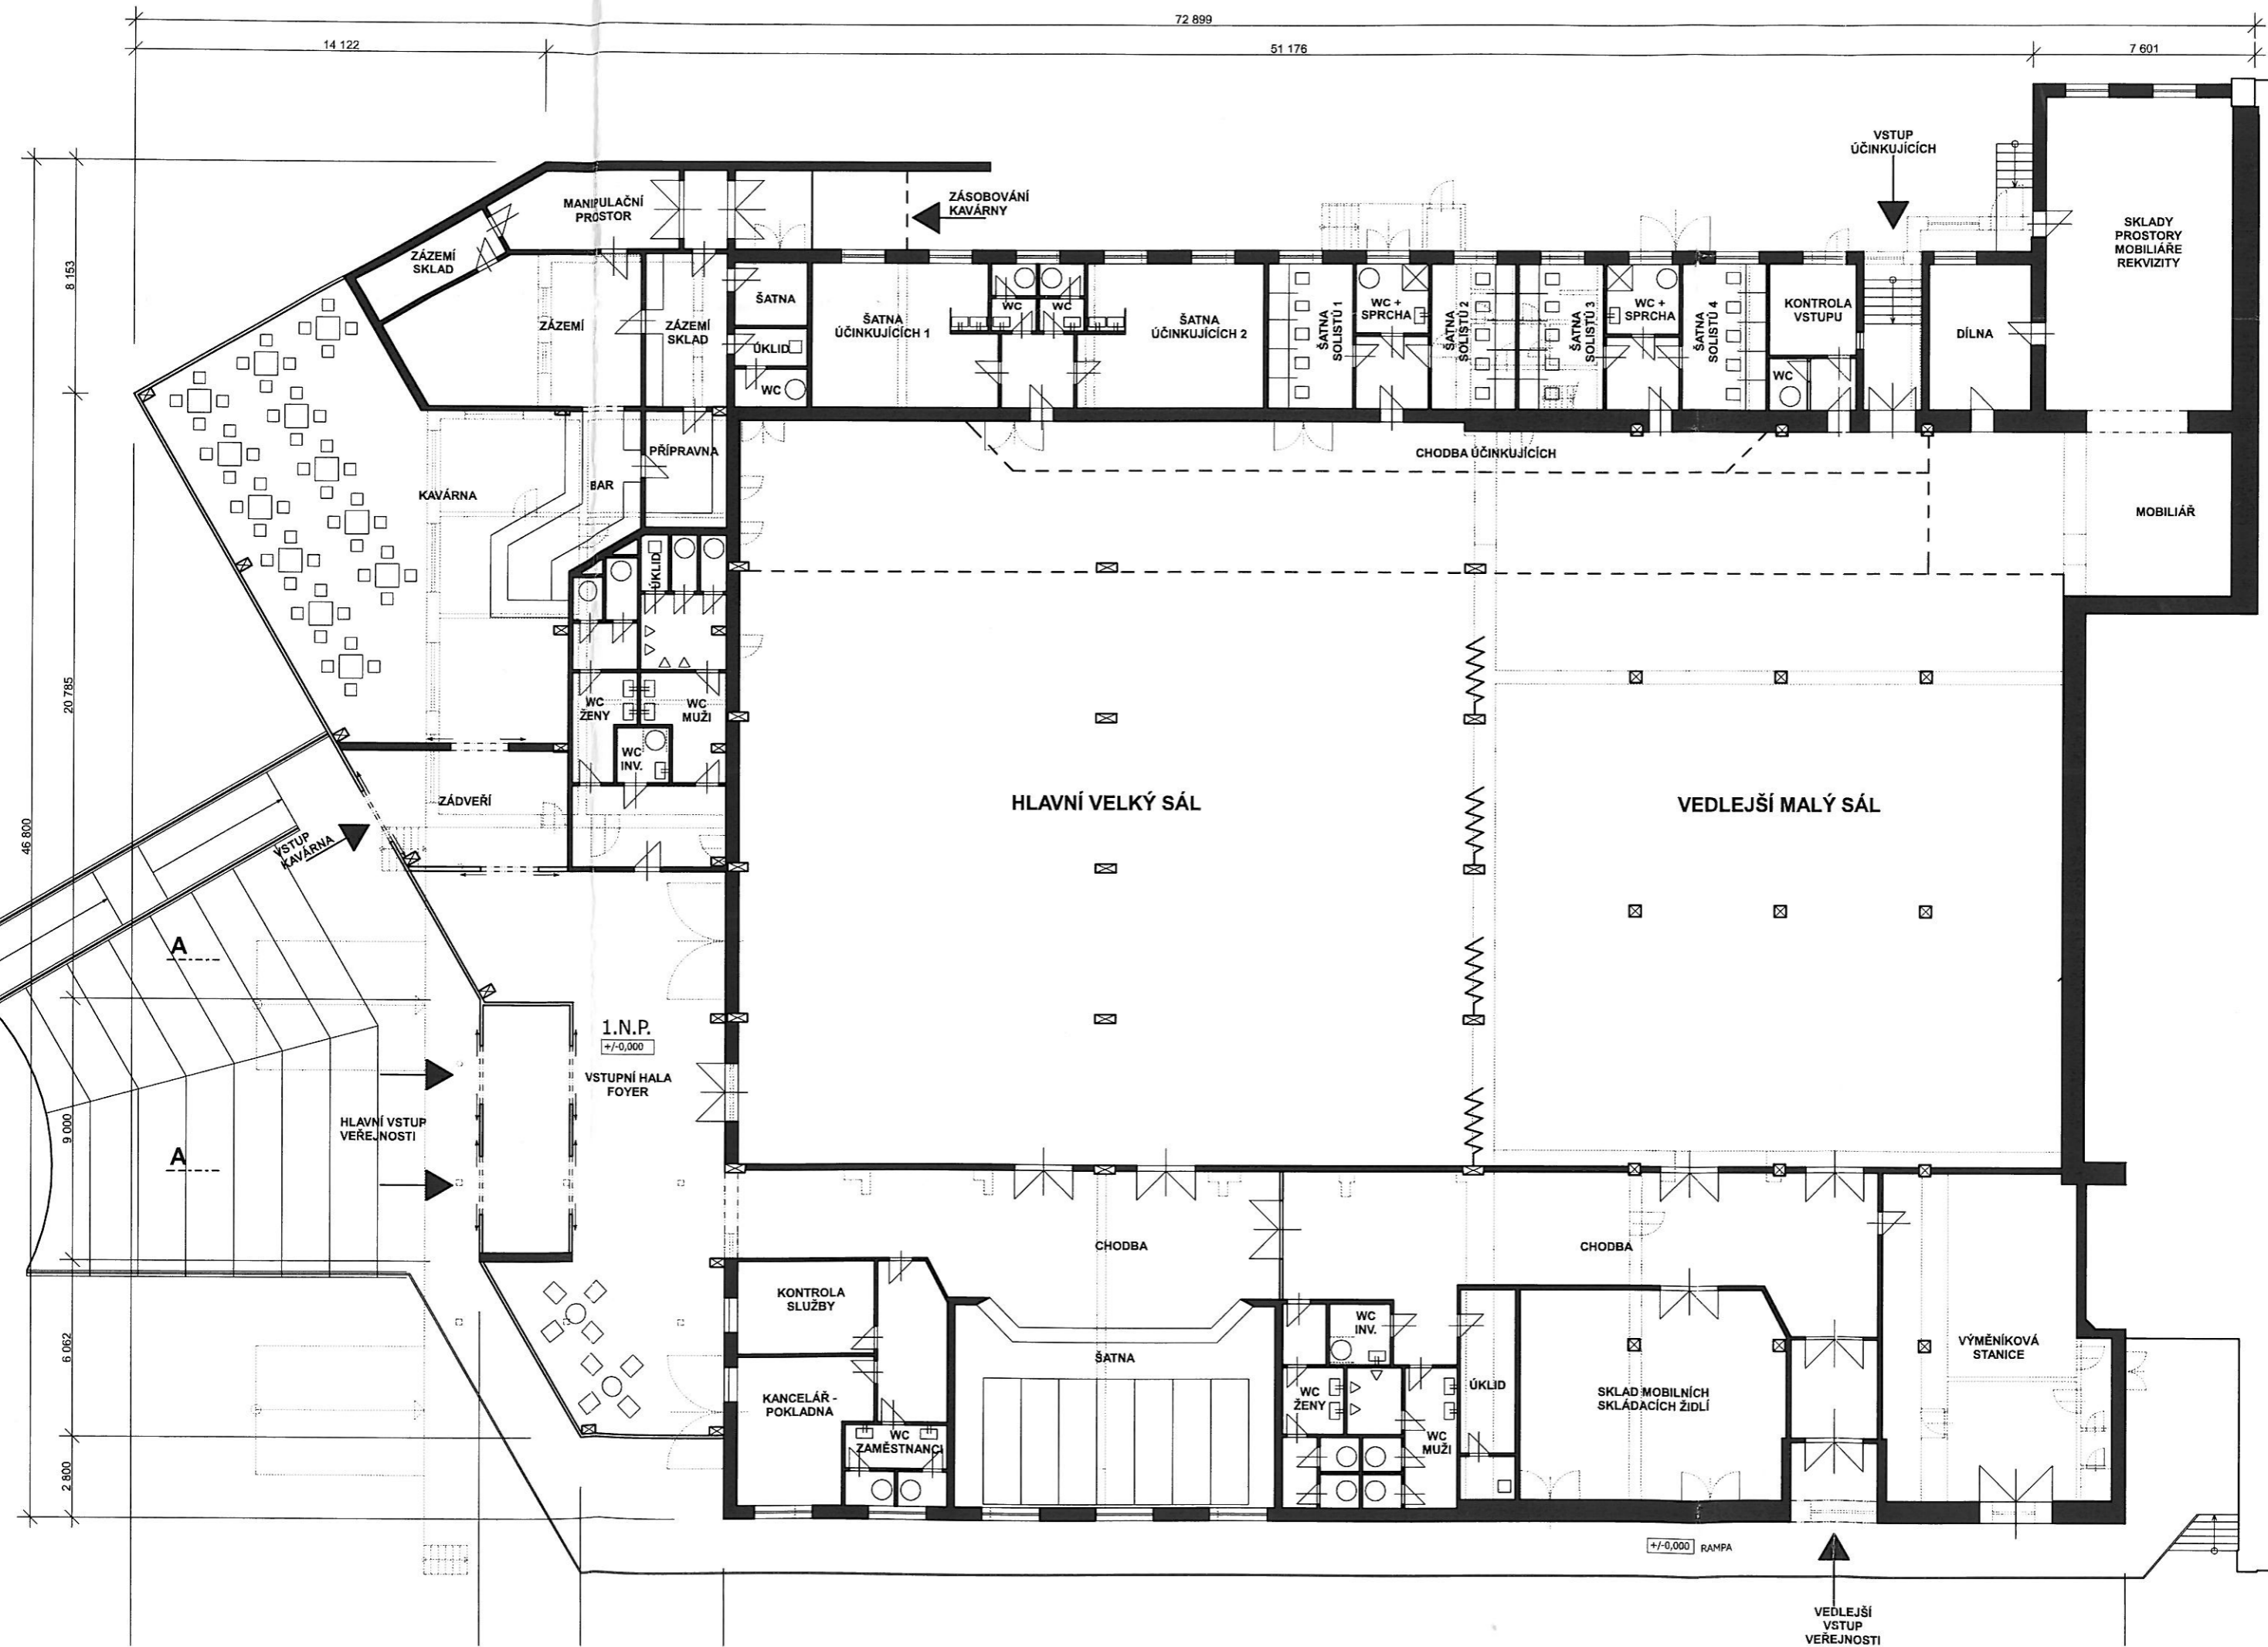 72 899
14 122
51 176
7 601
VSTUP
ÚČINKUJÍCÍCH
MANIPULAČNÍ
PROSTOR
ZÁSOBOVÁNÍ
KAVÁRNY
SKLADY
PROSTORY
MOBILIÁŘE
REKVIZITY
ZÁZEMÍ
SKLAD
8 153
ŠATNA
ZÁZEMÍ
ZÁZEMÍ
SKLAD
ÚKLID
WC
ŠATNA
ÚČINKUJÍCÍCH 1
WC
WC
ŠATNA
ÚČINKUJÍCÍCH 2
ŠATNA
SOLISTŮ 1
WC +
SPRCHA
ŠATNA
SOLISTŮ 2
ŠATNA
SOLISTŮ 3
WC +
SPRCHA
ŠATNA
SOLISTŮ 4
KONTROLA
VSTUPU
WC
DÍLNA
PŘÍPRAVNA
CHODBA ÚČINKUJÍCÍCH
KAVÁRNA
BAR
MOBILIÁŘ
ÚKLID
20 785
WC
ŽENY
WC
MUŽI
WC
INV.
ZÁDVEŘÍ
HLAVNÍ VELKÝ SÁL
VEDLEJŠÍ MALÝ SÁL
46 800
VSTUP
KAVÁRNA
A
1.N.P.
+/-0,000
VSTUPNÍ HALA
FOYER
9 000
HLAVNÍ VSTUP
VEŘEJNOSTI
A
CHODBA
CHODBA
KONTROLA
SLUŽBY
WC
INV.
6 062
ŠATNA
VÝMĚNÍKOVÁ
STANICE
KANCELÁŘ -
POKLADNA
WC
ŽENY
ÚKLID
SKLAD MOBILNÍCH
SKLÁDACÍCH ŽIDLÍ
WC
ZAMĚSTNANCI
WC
MUŽI
2 800
+/-0,000 RAMPA
VEDLEJŠÍ
VSTUP
VEŘEJNOSTI